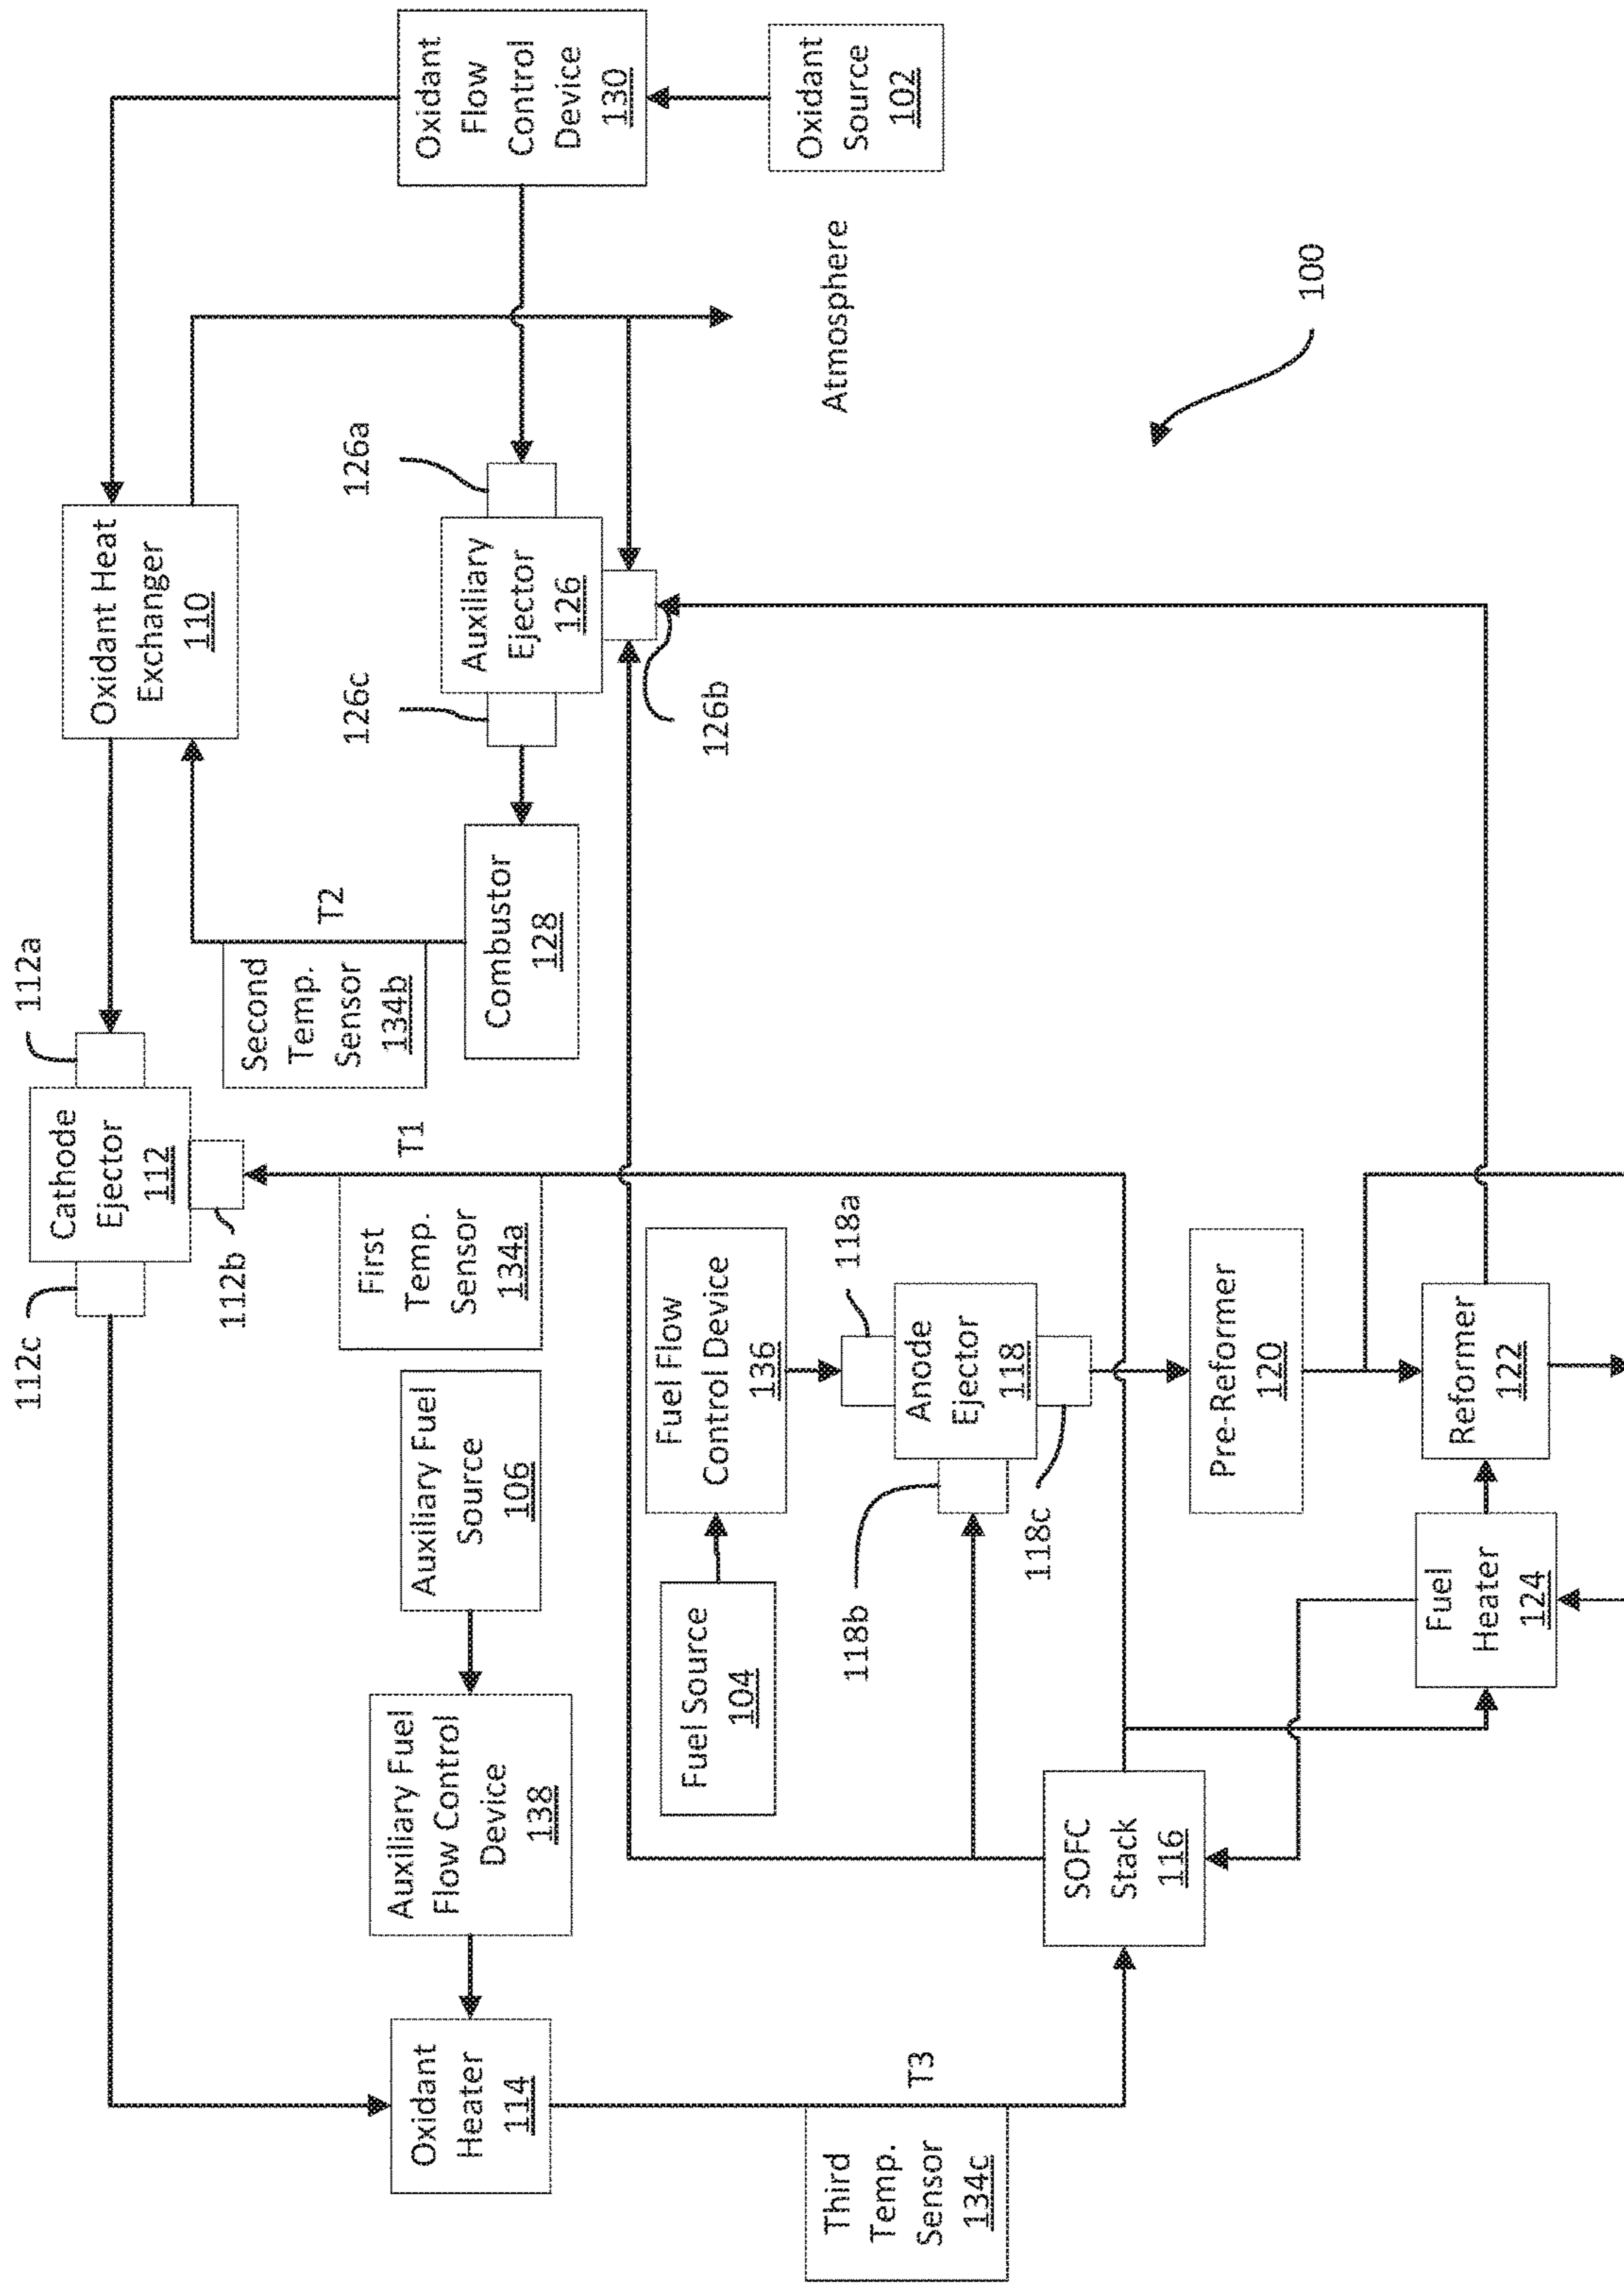 112c
Cathode
Ejector
112
112a
112b
Oxidant Heat
Exchanger
110
Oxidant
Flow
Control
Device
130
Oxidant
Source
102
Second
Temp.
Sensor
134b
T2
126c
126a
Auxiliary
Ejector
126
126b
Combustor
128
Atmosphere
100
First
Temp.
Sensor
134a
T1
Oxidant
Heater
114
Auxiliary Fuel
Flow Control
Device
138
Auxiliary Fuel
Source
106
Fuel Source
104
Fuel Flow
Control Device
136
118a
118b
Anode
Ejector
118
118c
Third
Temp.
Sensor
134c
T3
SOFC
Stack
116
Pre-Reformer
120
Fuel
Heater
124
Reformer
122